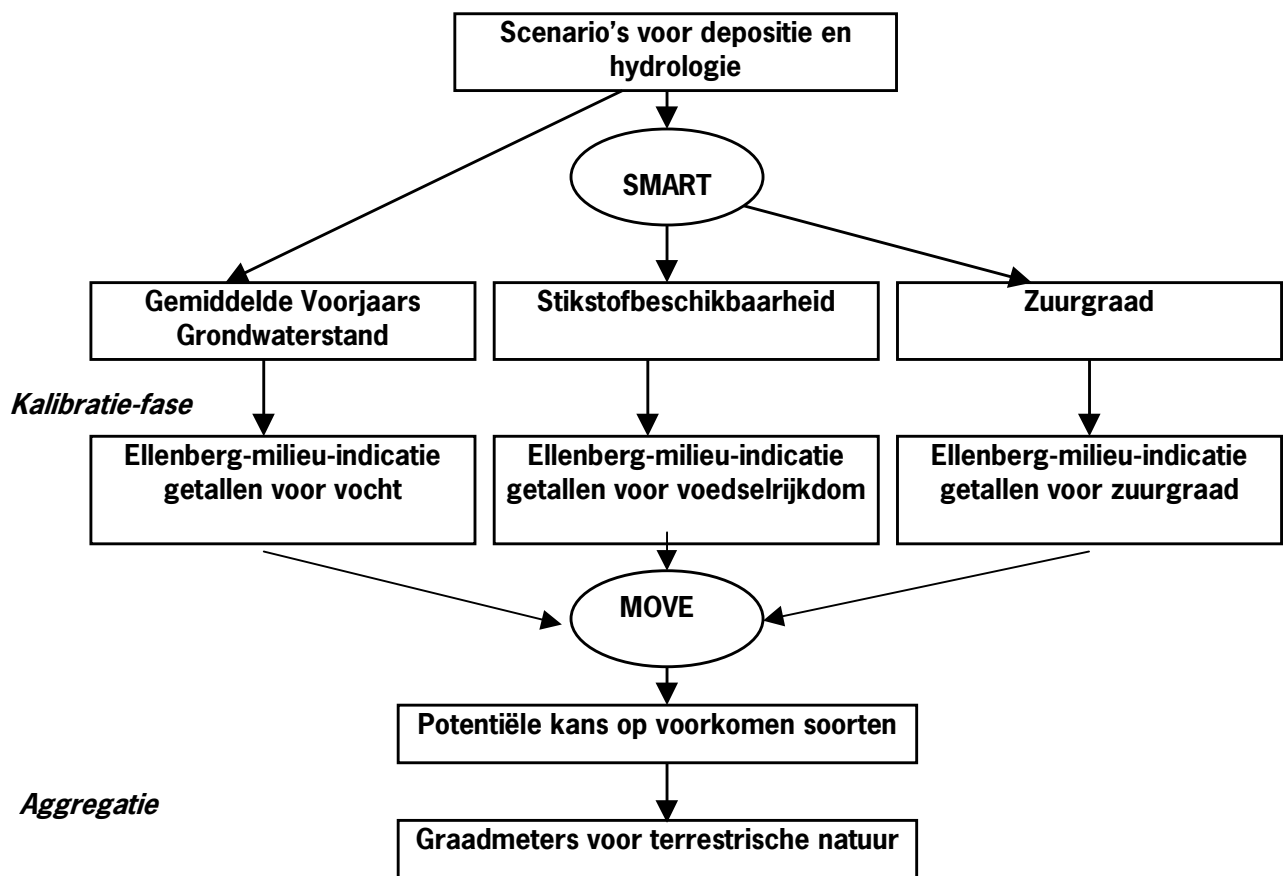 Scenario's voor depositie en
hydrologie
SMART
Gemiddelde Voorjaars
Grondwaterstand
Stikstofbeschikbaarheid
Zuurgraad
Kalibratie-fase
Ellenberg-milieu-indicatie
getallen voor vocht
Ellenberg-milieu-indicatie
getallen voor voedselrijkdom
Ellenberg-milieu-indicatie
getallen voor zuurgraad
MOVE
Potentiële kans op voorkomen soorten
Aggregatie
Graadmeters voor terrestrische natuur